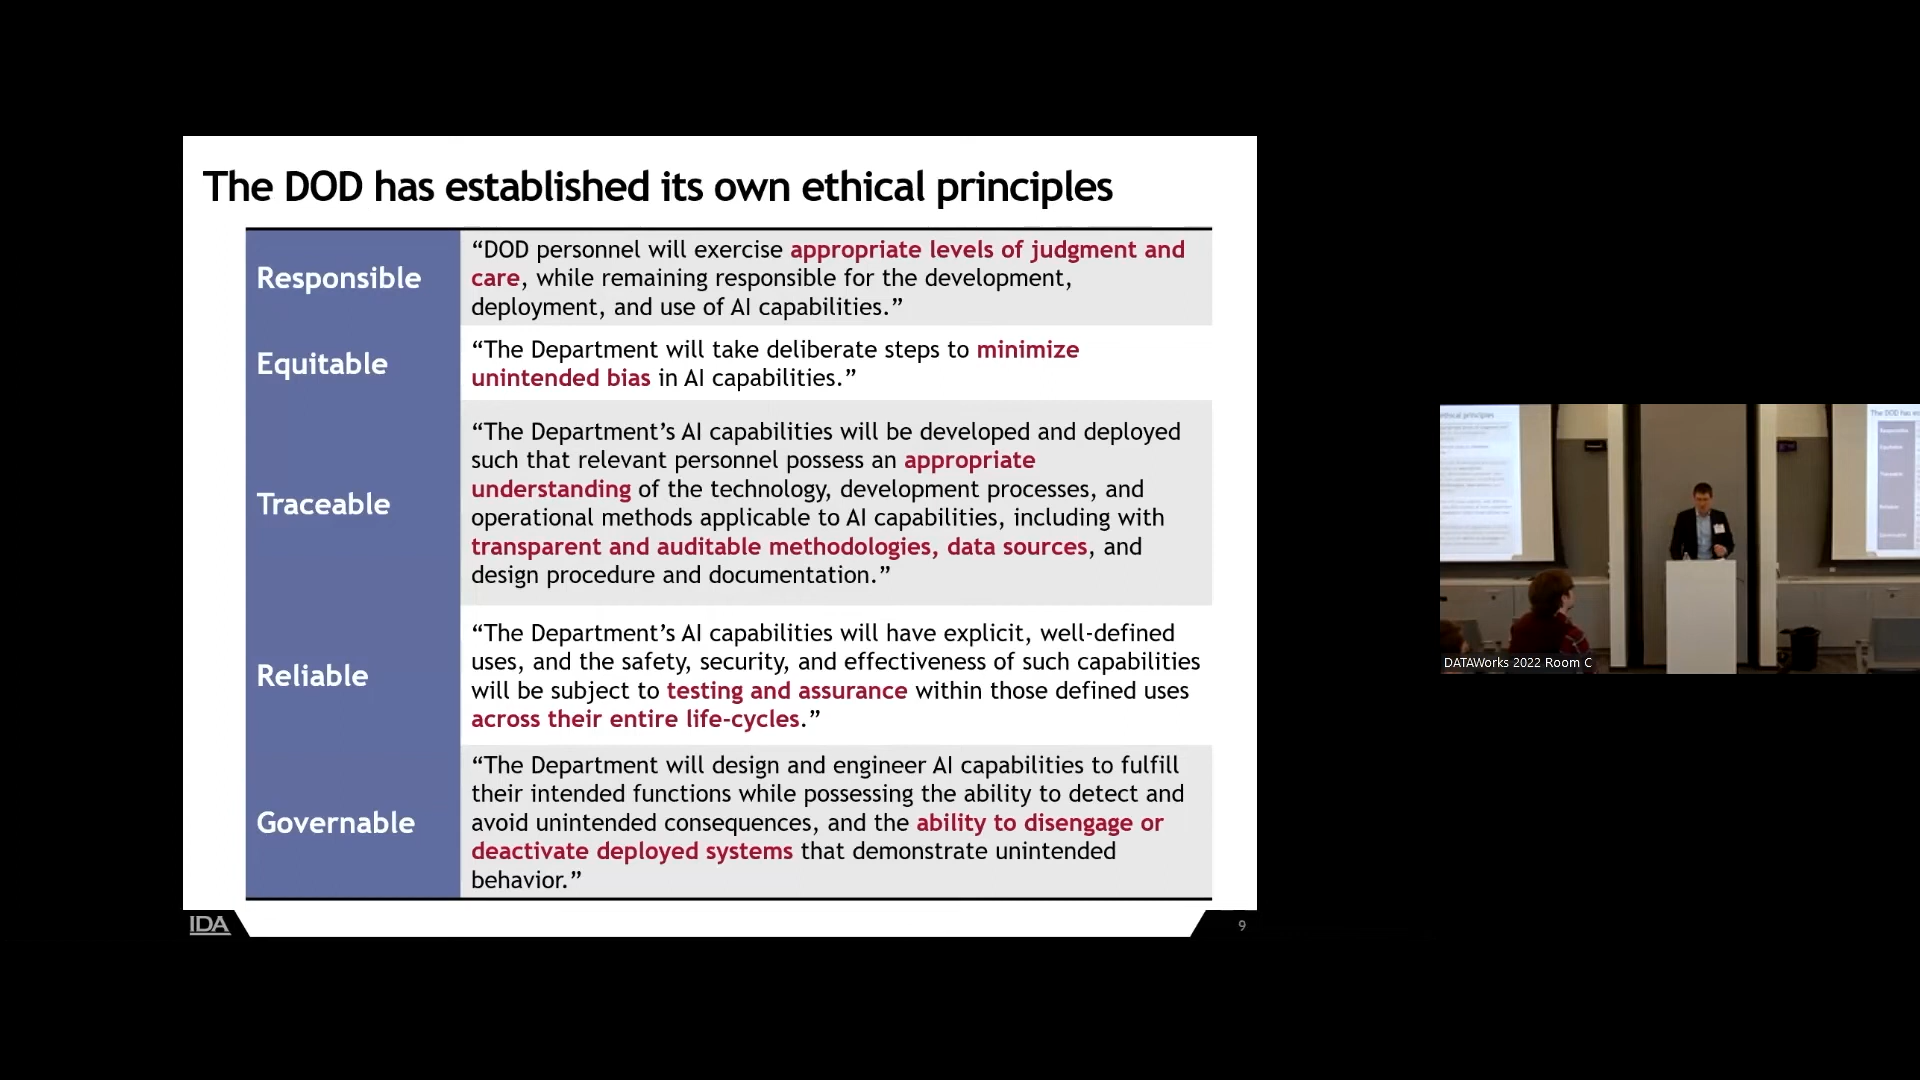 The DOD has established its own ethical principles
Responsible
“DOD personnel will exercise appropriate levels of judgment and
care, while remaining responsible for the development,
deployment, and use of AI capabilities.”
Equitable
“The Department will take deliberate steps to minimize
unintended bias in AI capabilities.”
Traceable
“The Department’s AI capabilities will be developed and deployed
such that relevant personnel possess an appropriate
understanding of the technology, development processes, and
operational methods applicable to AI capabilities, including with
transparent and auditable methodologies, data sources, and
design procedure and documentation.”
Reliable
“The Department’s AI capabilities will have explicit, well-defined
uses, and the safety, security, and effectiveness of such capabilities
will be subject to testing and assurance within those defined uses
across their entire life-cycles.”
Governable
“The Department will design and engineer AI capabilities to fulfill
their intended functions while possessing the ability to detect and
avoid unintended consequences, and the ability to disengage or
deactivate deployed systems that demonstrate unintended
behavior.”
IDA
9
DATAWorks 2022 Room C